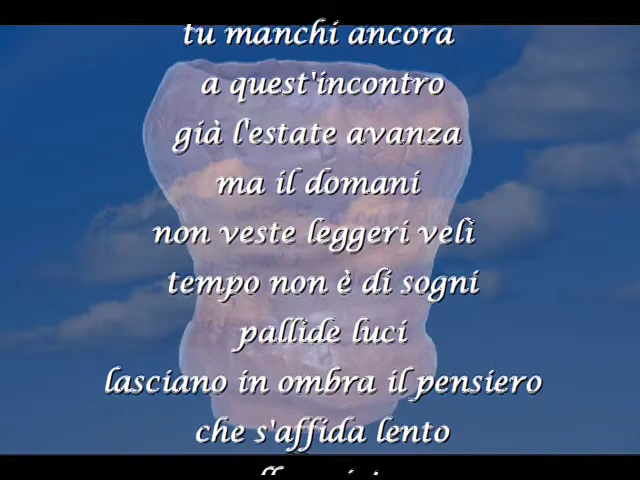 tu manchi ancora
a quest'incontro
già l'estate avanza
ma il domani
non veste leggeri veli
tempo non è di sogni
pallide luci
lasciano in ombra il pensiero
che s'affida lento